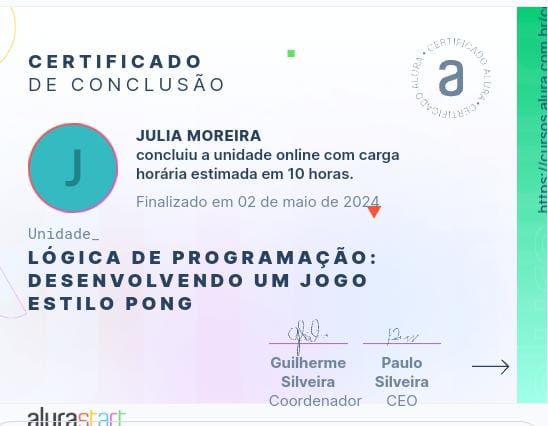 CERTIFICADO
DE CONCLUSÃO
CERTIFICADO ALURA • CERTIFICADO ALURA •
a
J
JULIA MOREIRA
concluiu a unidade online com carga
horária estimada em 10 horas.
Finalizado em 02 de maio de 2024
Unidade_
LÓGICA DE PROGRAMAÇÃO:
DESENVOLVENDO UM JOGO
ESTILO PONG
Guilherme Silveira
Coordenador
Paulo Silveira
CEO
alurastart
https://cursos.alura.com.br/c